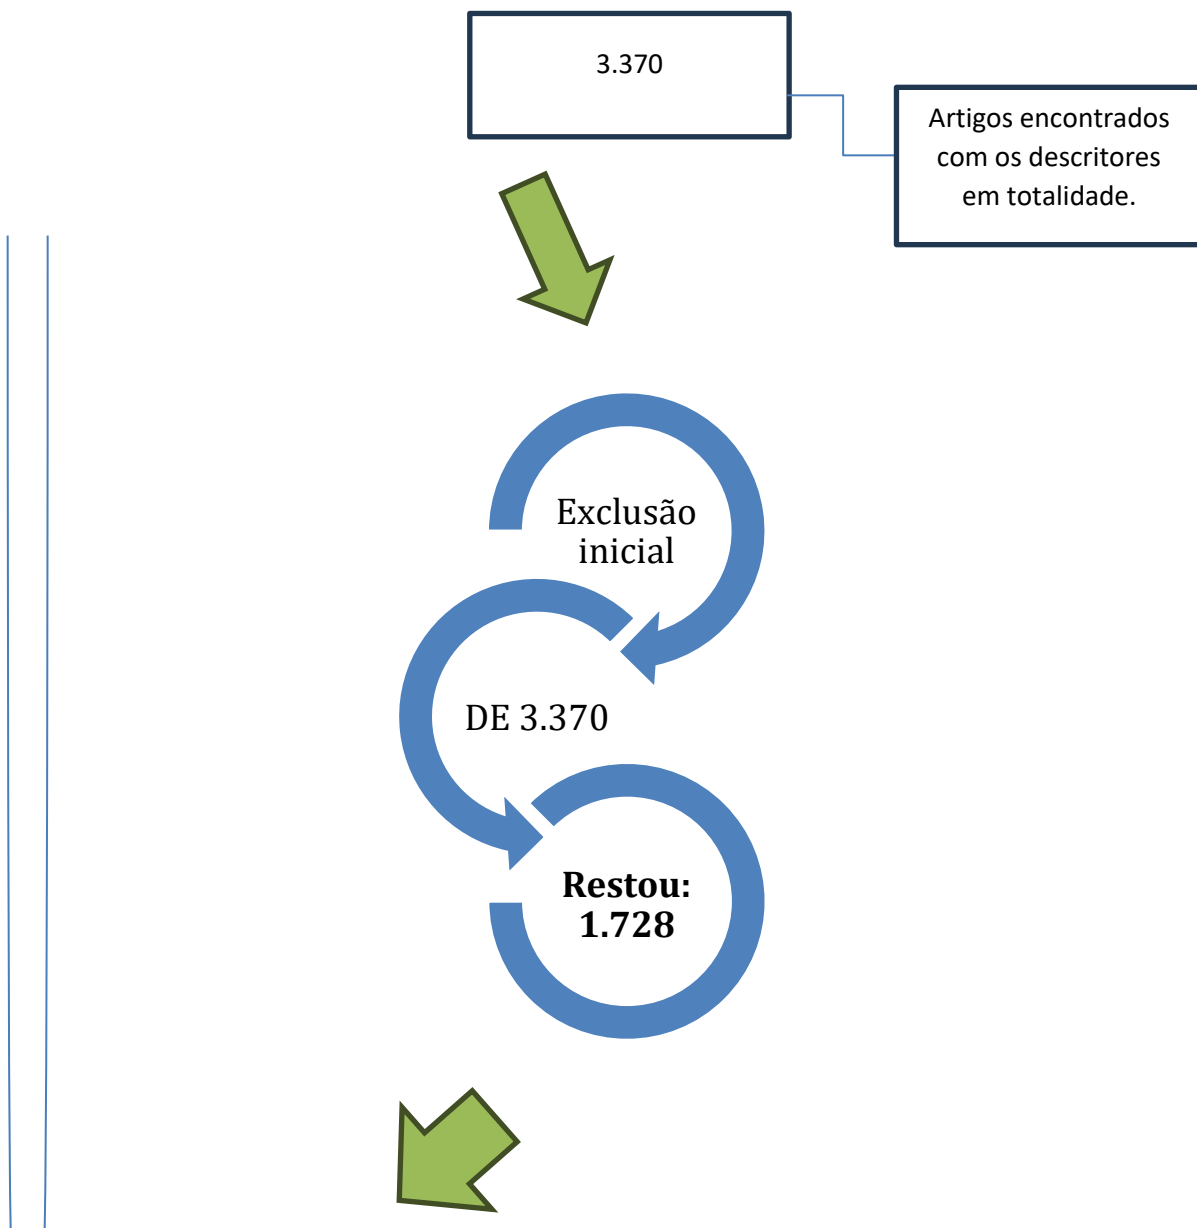 3.370
Artigos encontrados
com os descritores
em totalidade.
Exclusão
inicial
DE 3.370
Restou:
1.728